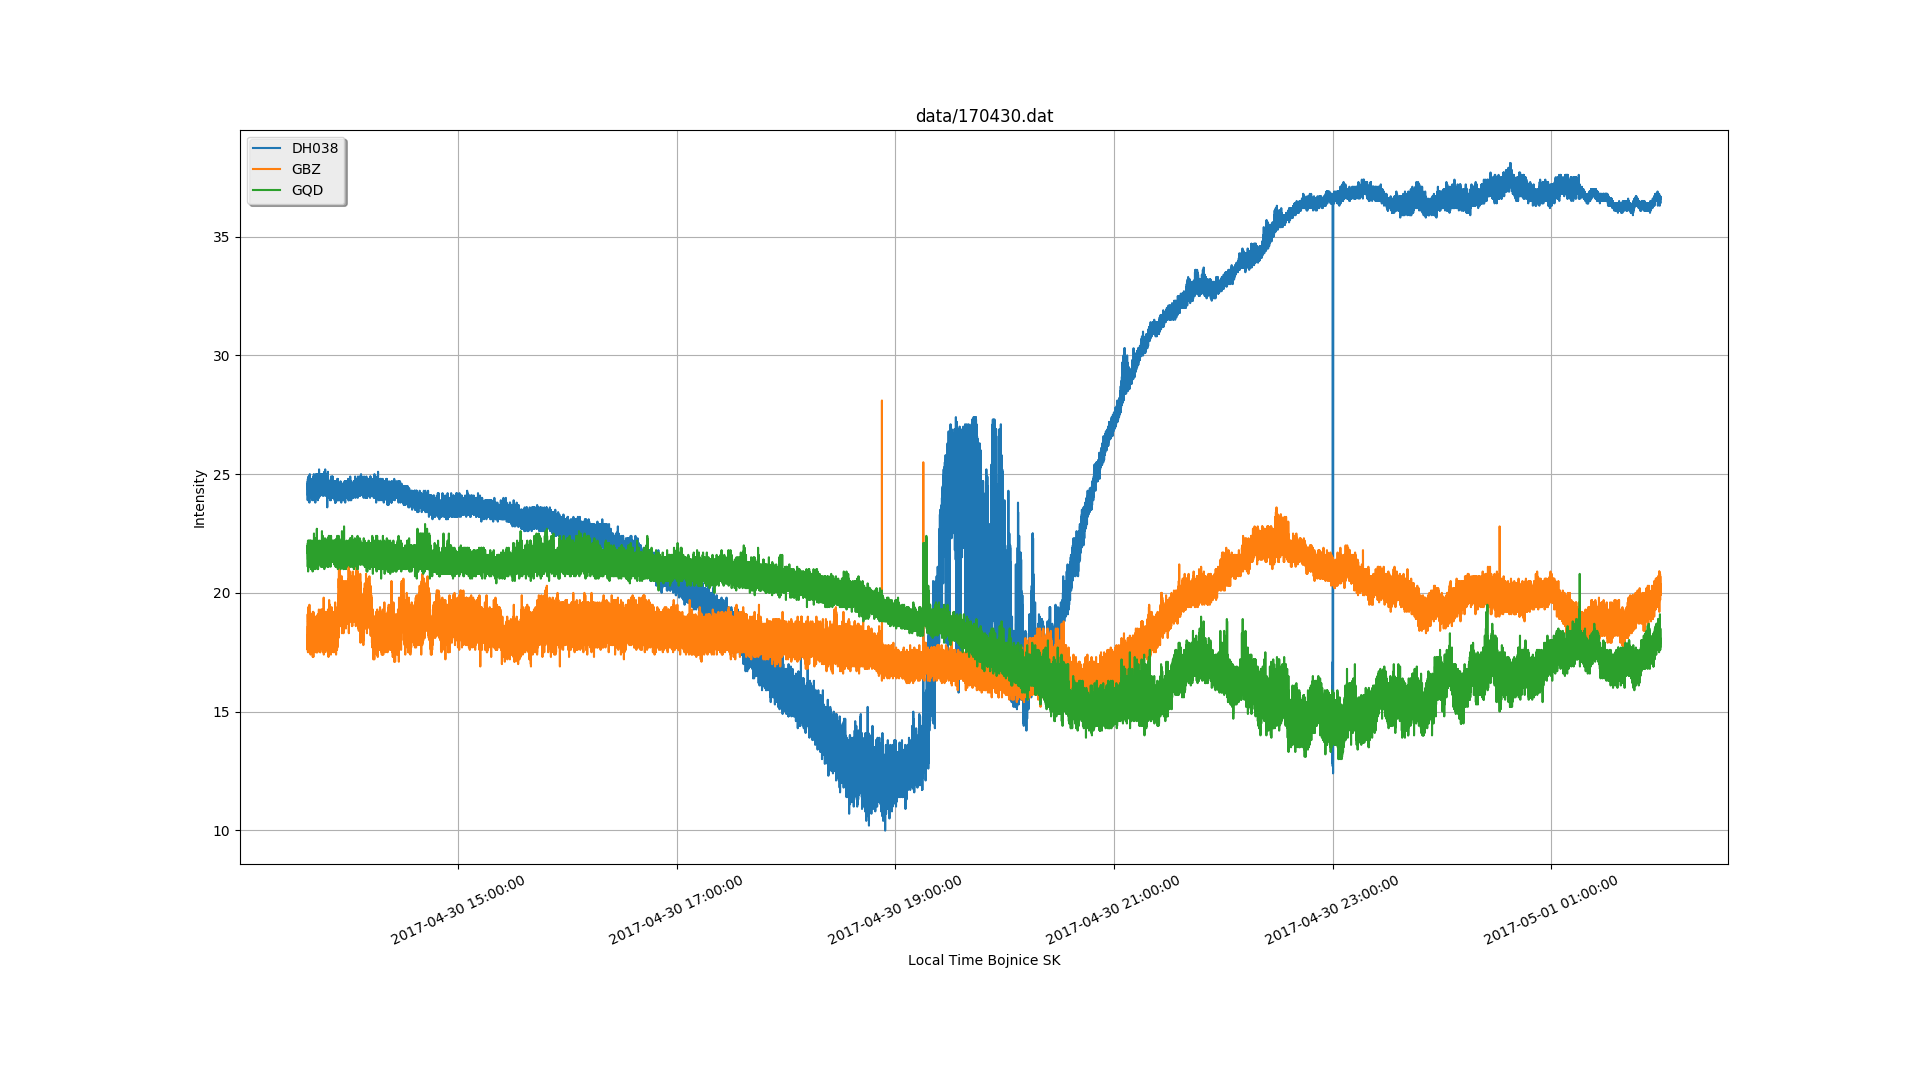 data/170430.dat
DH038
GBZ
GQD
35
30
25
20
15
10
Intensity
2017-04-30 15:00:00
2017-04-30 17:00:00
2017-04-30 19:00:00
2017-04-30 21:00:00
2017-04-30 23:00:00
2017-05-01 01:00:00
Local Time Bojnice SK